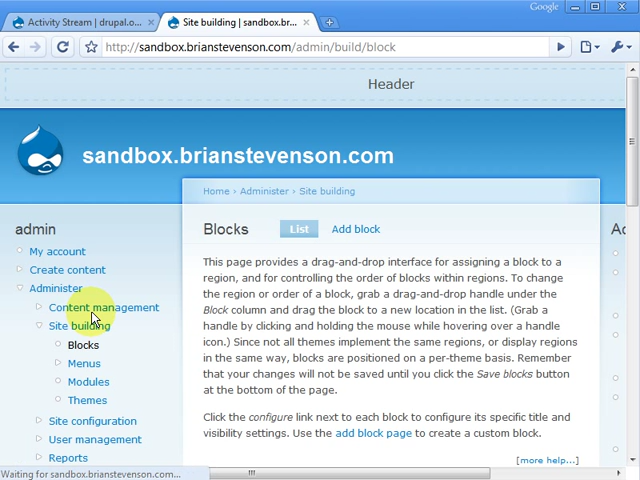 Google
Activity Stream | drupal.o...
Site building | sandbox.br...
http://sandbox.brianstevenson.com/admin/build/block
Header
sandbox.brianstevenson.com
Home › Administer › Site building
admin
My account
Create content
Administer
Content management
Site building
Blocks
Menus
Modules
Themes
Site configuration
User management
Reports
Blocks List Add block
This page provides a drag-and-drop interface for assigning a block to a
region, and for controlling the order of blocks within regions. To change
the region or order of a block, grab a drag-and-drop handle under the
Block column and drag the block to a new location in the list. (Grab a
handle by clicking and holding the mouse while hovering over a handle
icon.) Since not all themes implement the same regions, or display regions
in the same way, blocks are positioned on a per-theme basis. Remember
that your changes will not be saved until you click the Save blocks button
at the bottom of the page.
Click the configure link next to each block to configure its specific title and
visibility settings. Use the add block page to create a custom block.
[more help...]
Waiting for sandbox.brianstevenson.com...